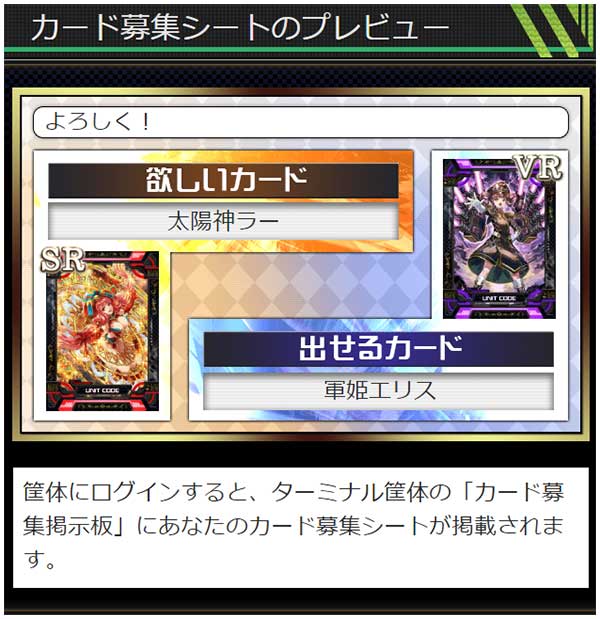 カード募集シートのプレビュー
よろしく！
欲しいカード
太陽神ラー
VR
SR
UNIT CODE
UNIT CODE
出せるカード
軍姫エリス
筐体にログインすると、ターミナル筐体の「カード募
集掲示板」にあなたのカード募集シートが掲載されま
す。